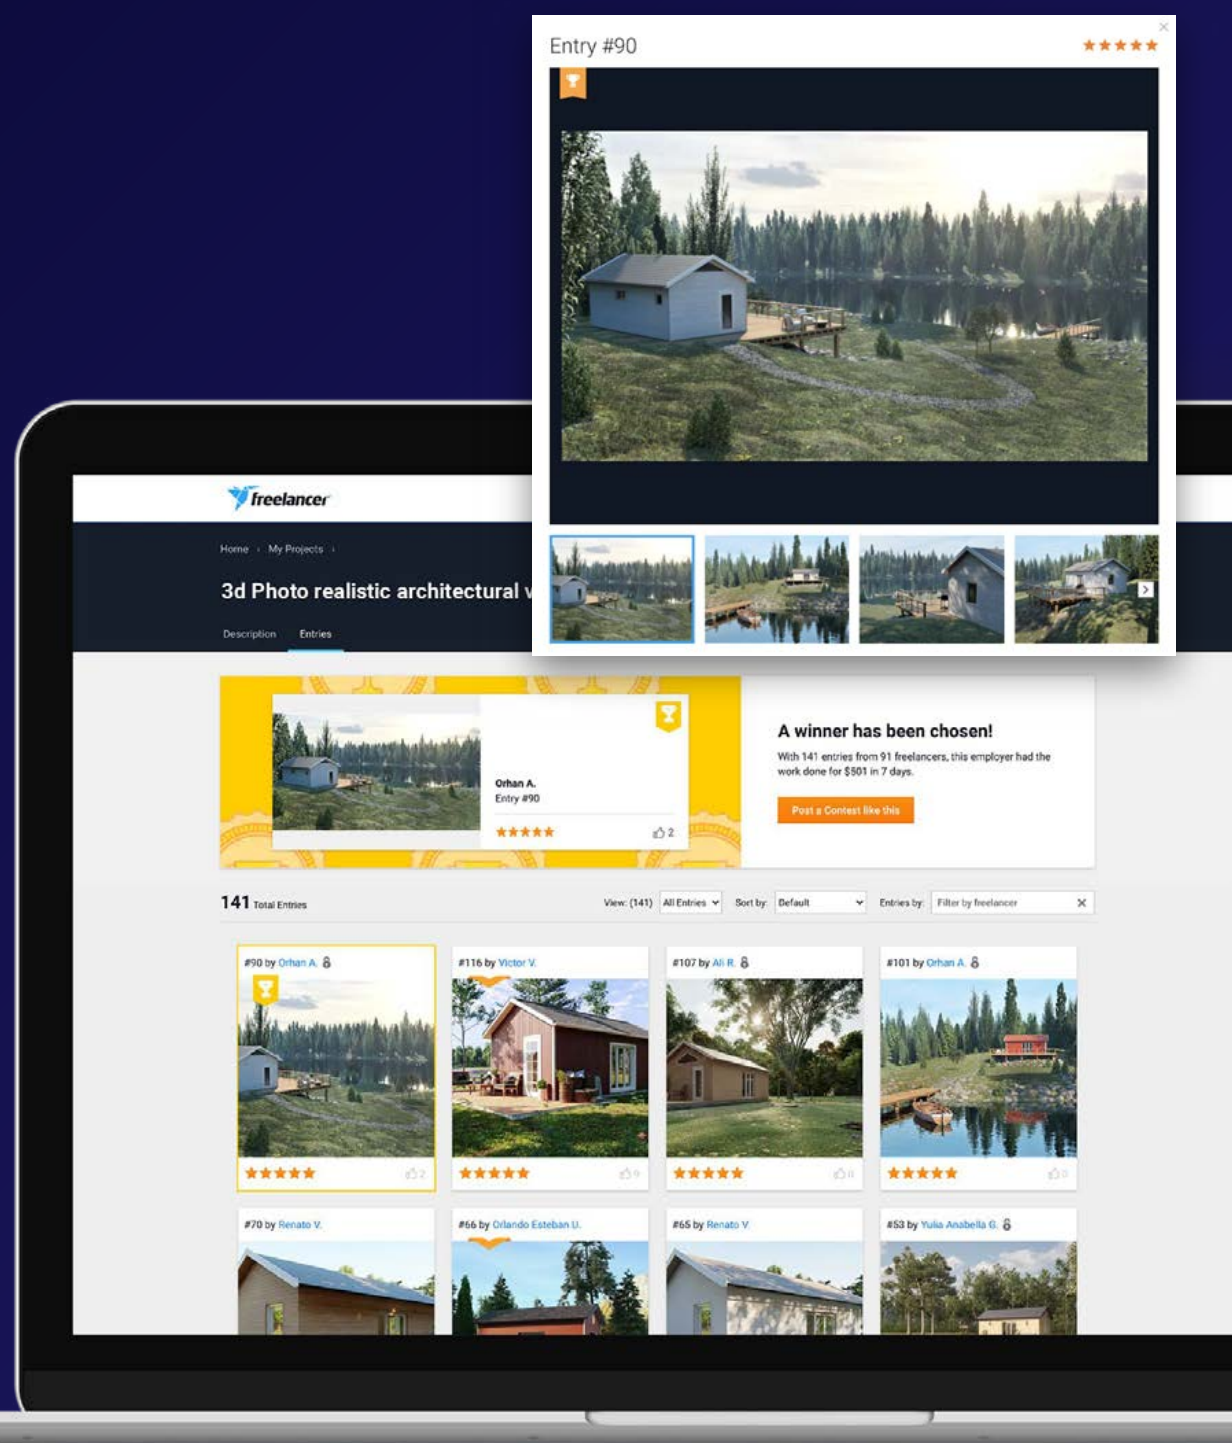 Entry #90
freelancer
Home › My Projects ›
3d Photo realistic architectural
Description Entries
A winner has been chosen!
With 141 entries from 91 freelancers, this employer had the
work done for $501 in 7 days.
Post a Contest like this
Orhan A.
Entry #90
2
141 Total Entries
View: (141) All Entries Sort by: Default Entries by: Filter by freelancer
#90 by Orhan A.
#116 by Victor V.
#107 by Ali R.
#101 by Orhan A.
2
9
0
0
#70 by Renato V.
#66 by Orlando Esteban U.
#65 by Renato V.
#53 by Yulia Anabella G.